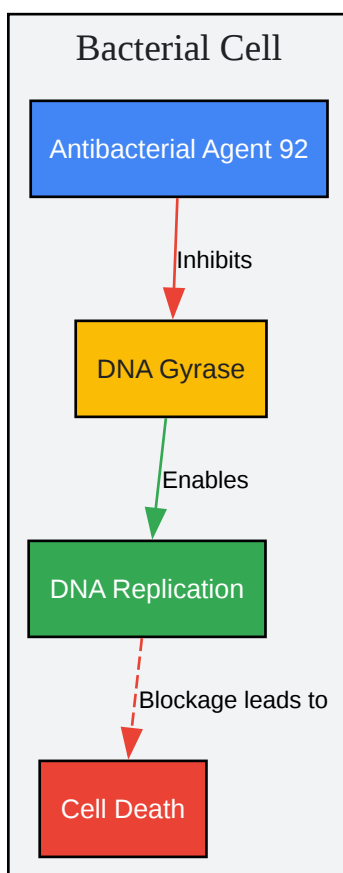 Bacterial Cell
Antibacterial Agent 92
Inhibits
DNA Gyrase
Enables
DNA Replication
Blockage leads to
Cell Death